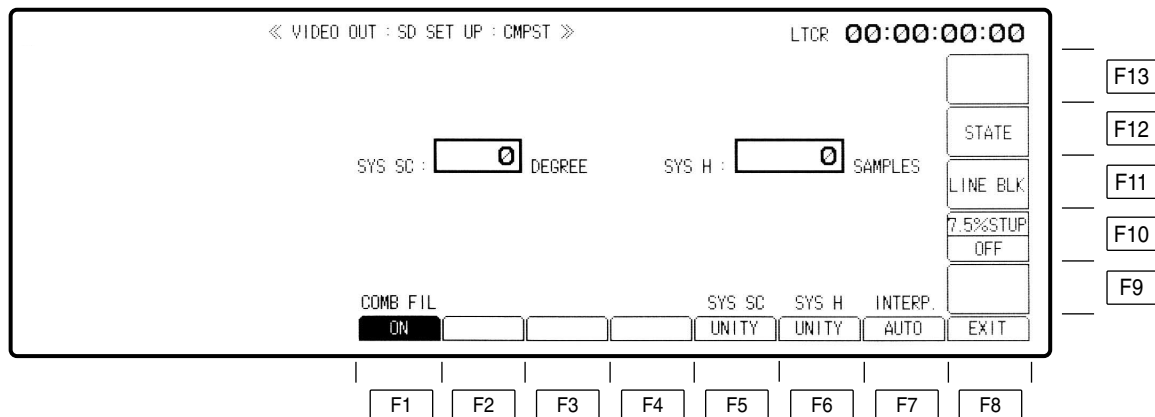 ≪ VIDEO OUT : SD SET UP : CMPST ≫ LTCR 00:00:00:00
F13
STATE F12
SYS SC : 0 DEGREE SYS H : 0 SAMPLES
LINE BLK F11
7.5%STUP
OFF
F10
F9
COMB FIL SYS SC SYS H INTERP.
ON UNITY UNITY AUTO EXIT
F1 F2 F3 F4 F5 F6 F7 F8